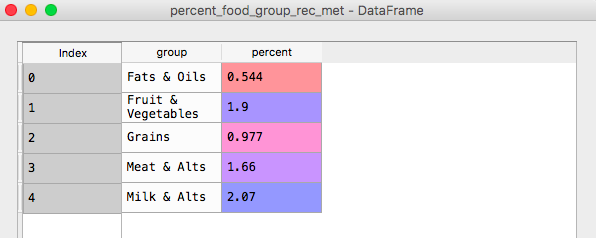 percent_food_group_rec_met - DataFrame
Index group percent
0 Fats & Oils 0.544
1 Fruit &
Vegetables 1.9
2 Grains 0.977
3 Meat & Alts 1.66
4 Milk & Alts 2.07